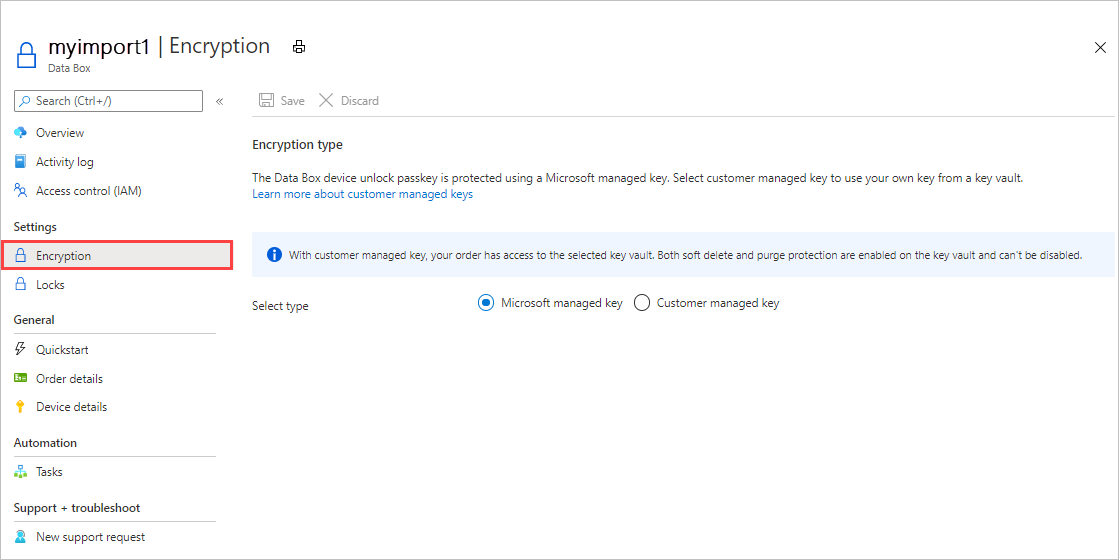 myimport1 | Encryption
Data Box
Search (Ctrl+/)
«
Overview
Activity log
Access control (IAM)
Settings
Encryption
Locks
General
Quickstart
Order details
Device details
Automation
Tasks
Support + troubleshoot
New support request
Save
Discard
Encryption type
The Data Box device unlock passkey is protected using a Microsoft managed key. Select customer managed key to use your own key from a key vault.
Learn more about customer managed keys
With customer managed key, your order has access to the selected key vault. Both soft delete and purge protection are enabled on the key vault and can't be disabled.
Select type
Microsoft managed key
Customer managed key